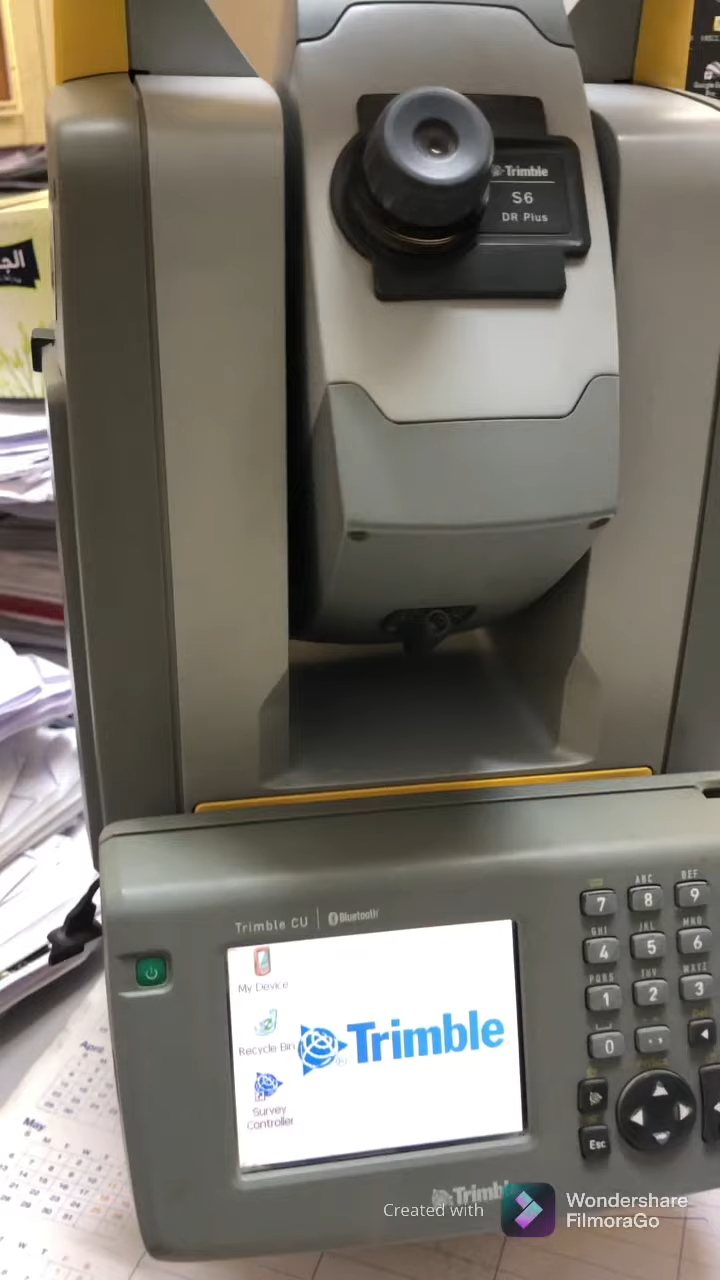 الجـ
Trimble
S6
DR Plus
Trimble CU
Bluetooth
My Device
Recycle Bin
Survey
Controller
Trimble
ABC
DEF
7
8
9
GHI
JKL
MNO
4
5
6
PQRS
TUV
WXYZ
1
2
3
0
Esc
April
May
Trimble
Created with
Wondershare
FilmoraGo